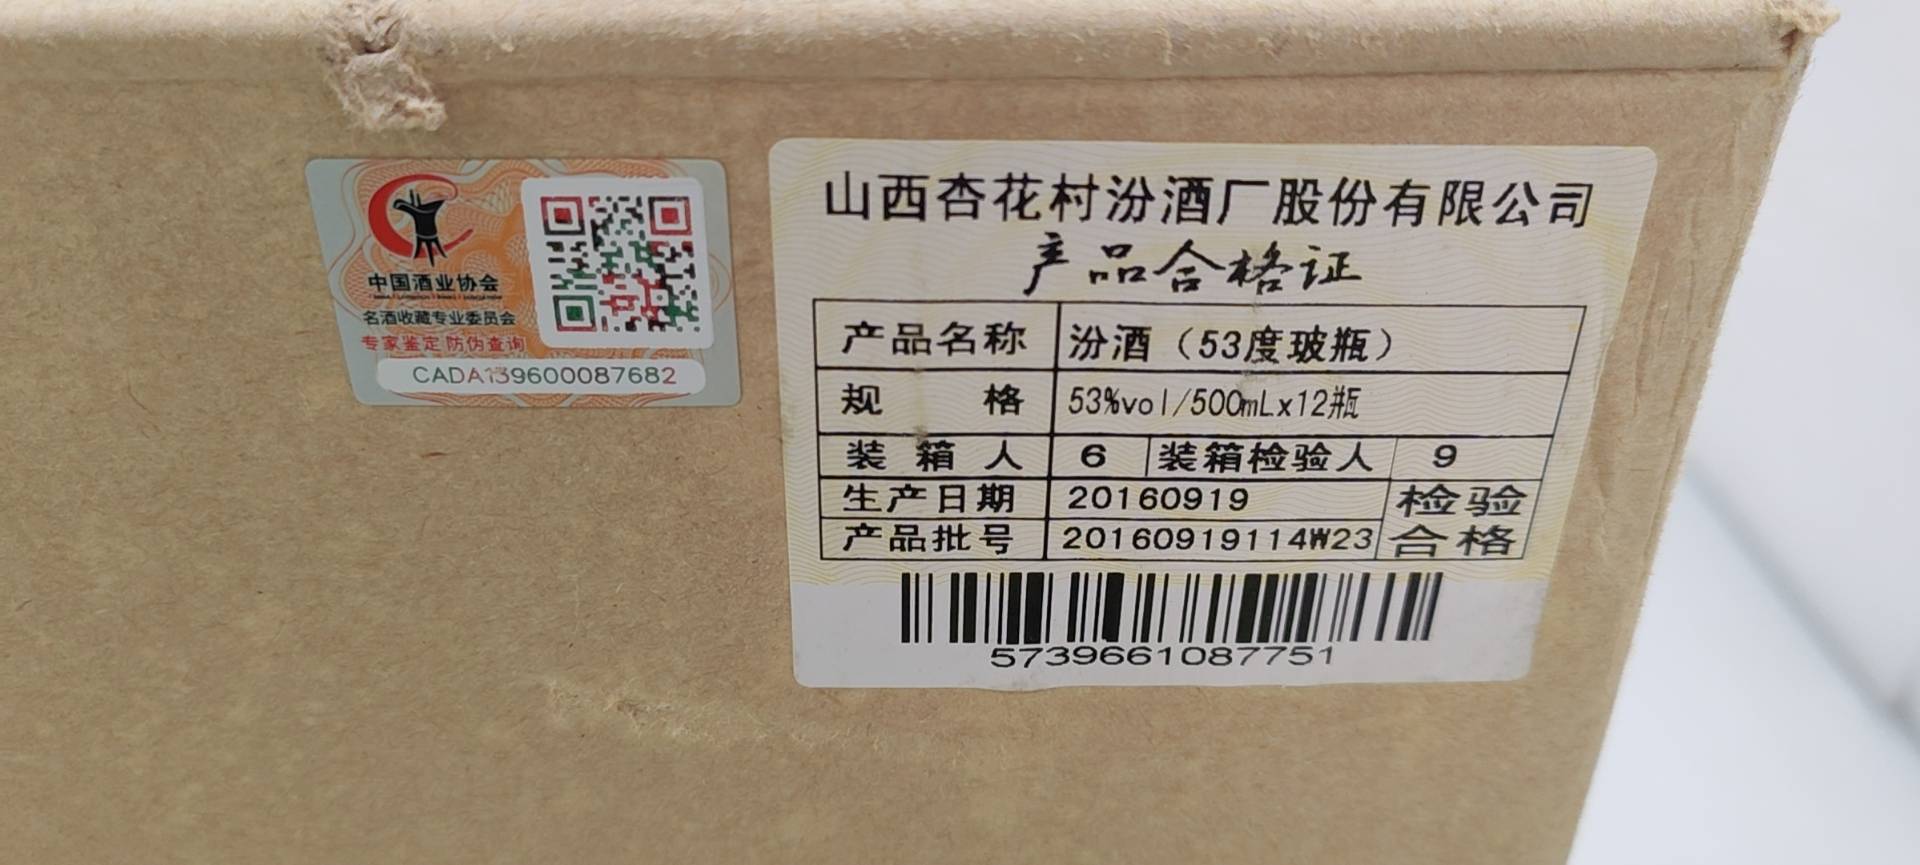 中国酒业协会
名酒收藏专业委员会
专家鉴定 防伪查询
CADA139600087682
山西杏花村汾酒厂股份有限公司
产品合格证
产品名称 汾酒（53度玻瓶）
规格 53%vol/500mLx12瓶
装箱人 6 装箱检验人 9
生产日期 20160919 检验
产品批号 20160919114W23 合格
5739661087751